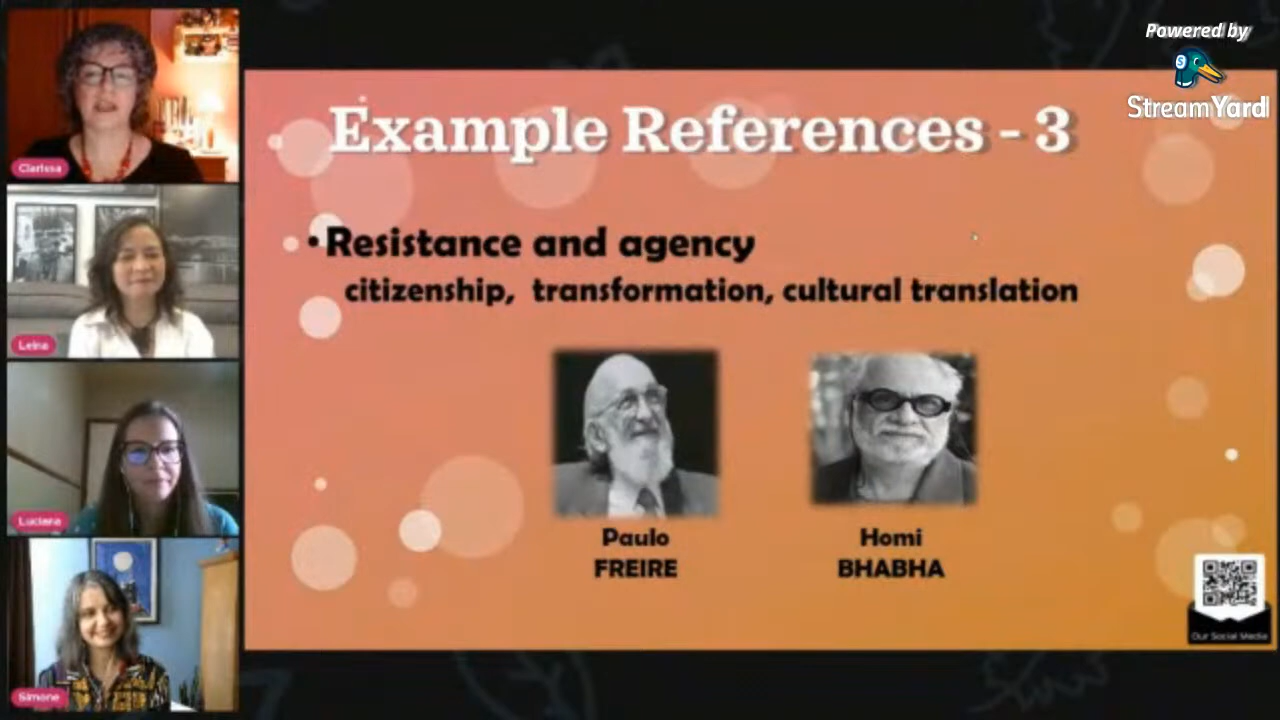 Powered by
StreamYard
Example References - 3
• Resistance and agency
citizenship, transformation, cultural translation
Paulo
FREIRE
Homi
BHABHA
Our Social Media
Clarissa
Leina
Luciana
Simone